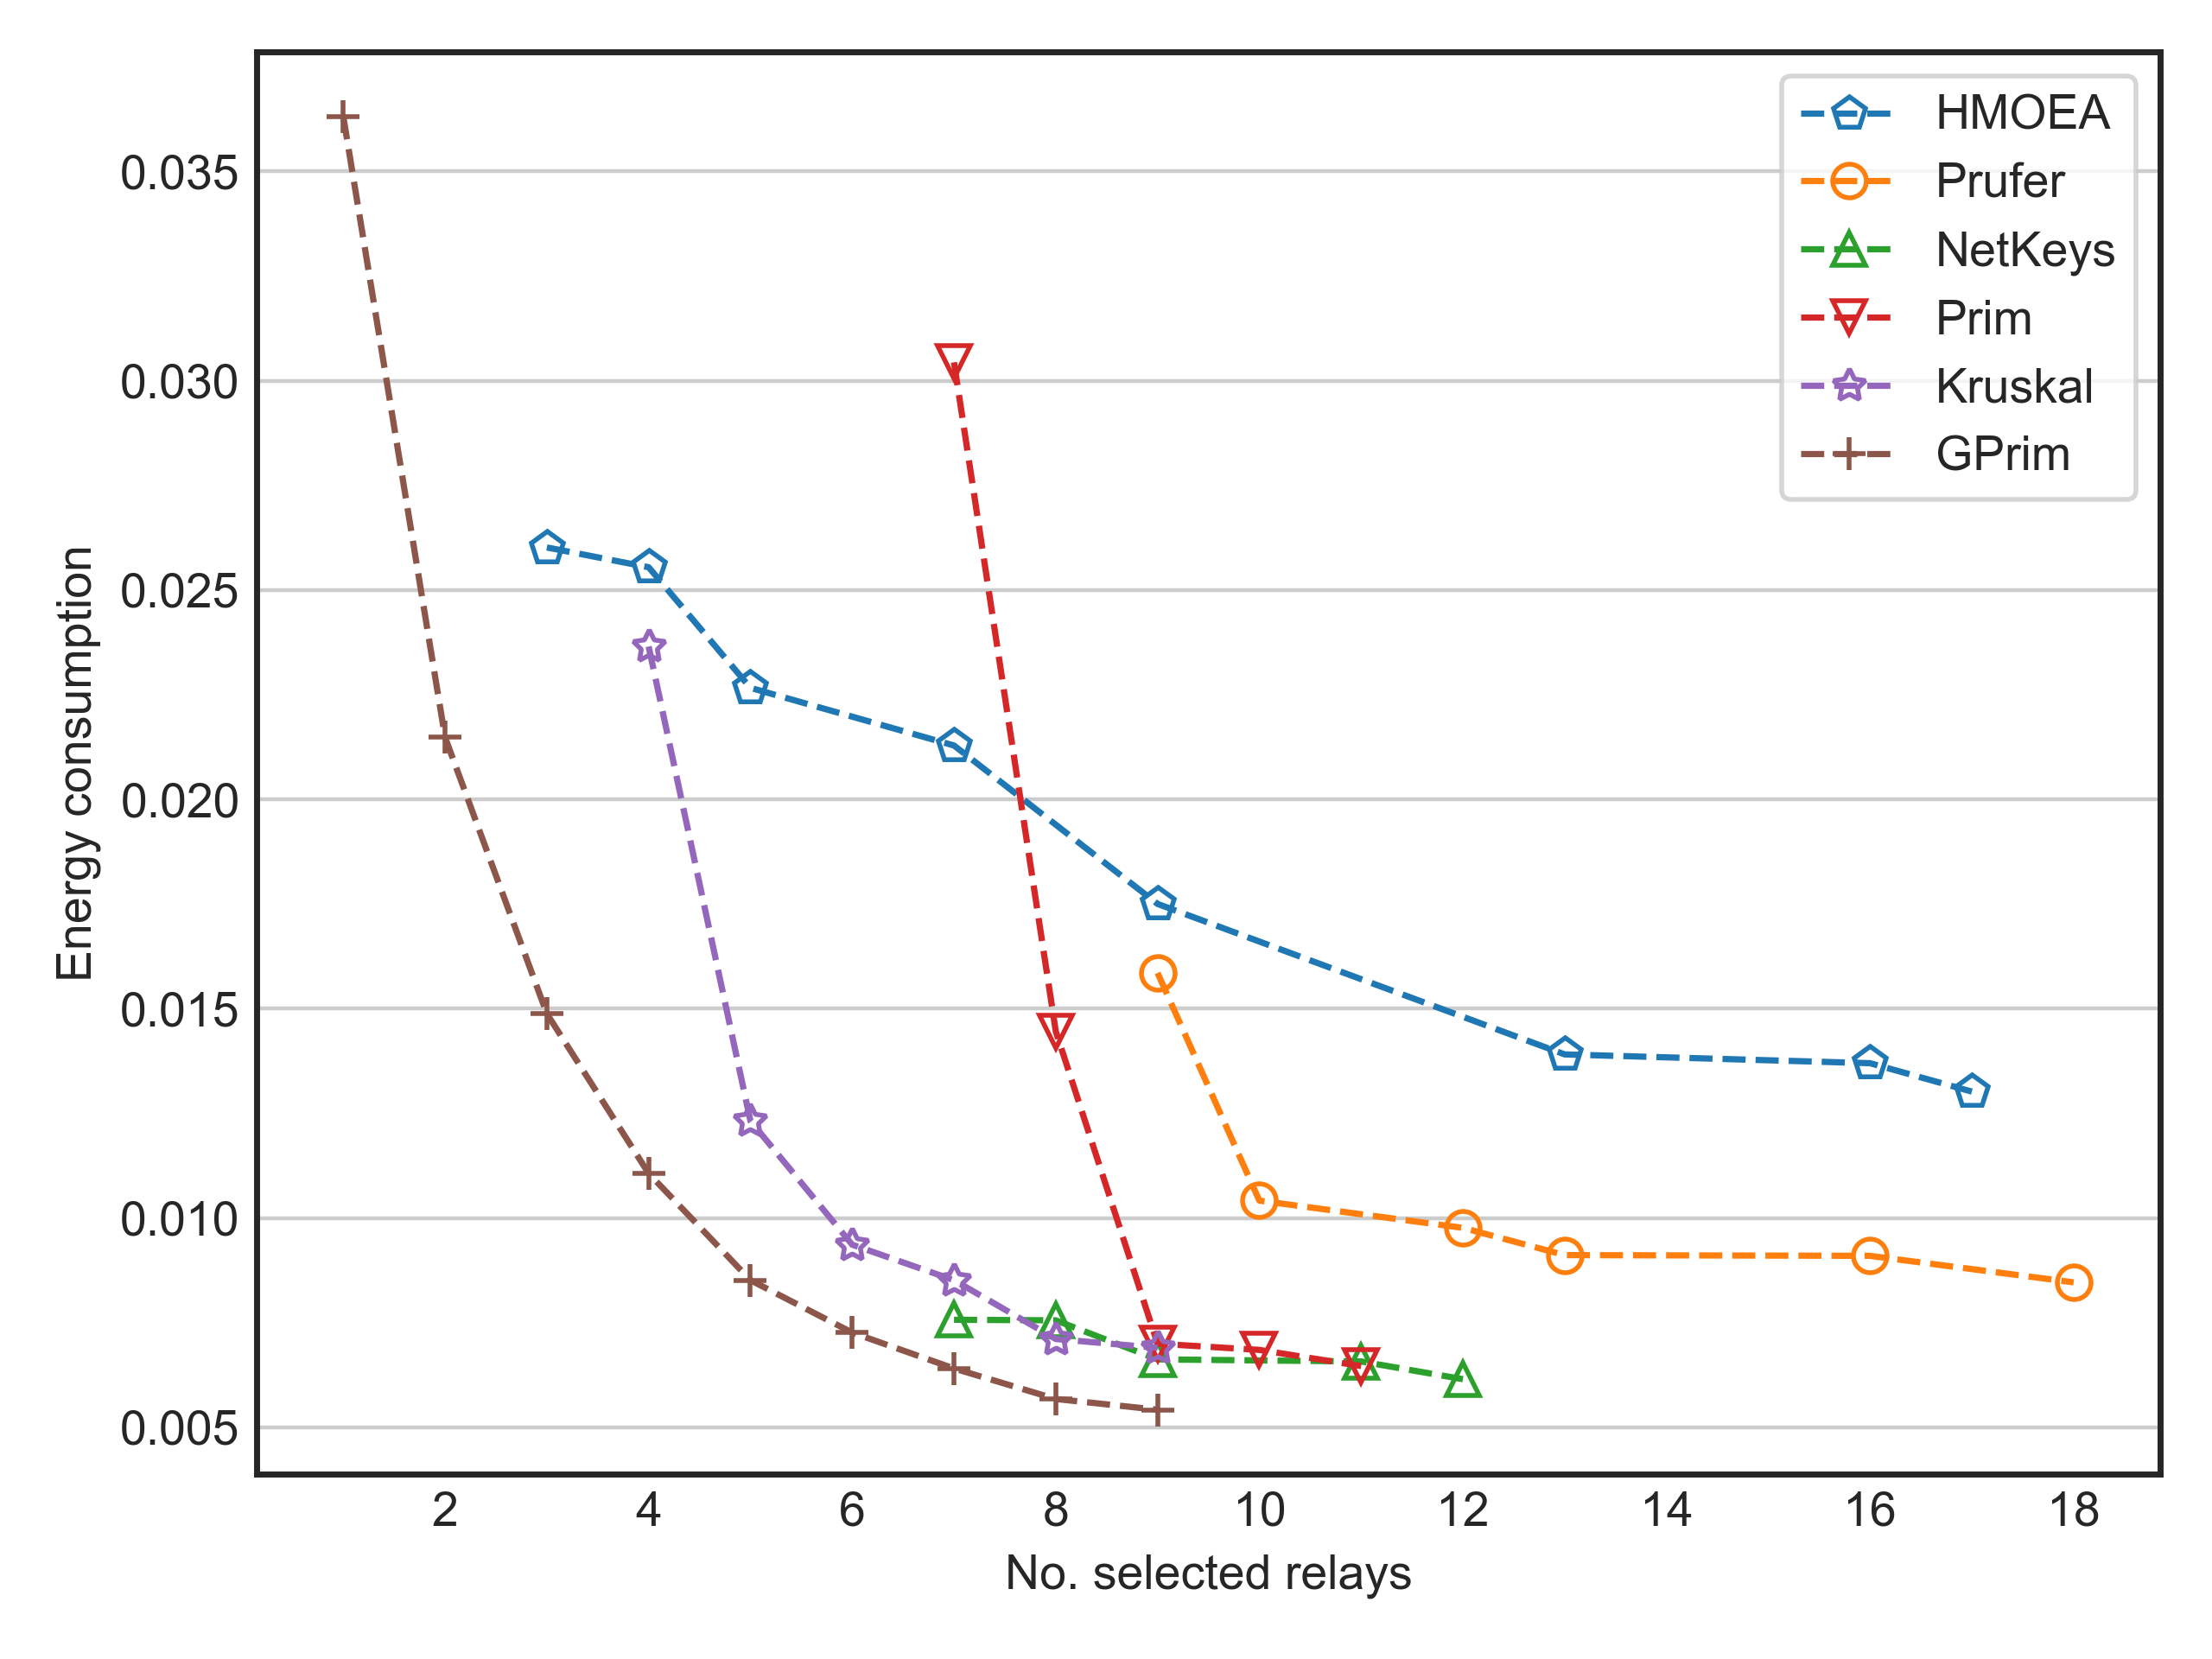 HMOEA
Prufer
NetKeys
Prim
Kruskal
GPrim
0.035
0.030
0.025
0.020
0.015
0.010
0.005
Energy consumption
2 4 6 8 10 12 14 16 18
No. selected relays